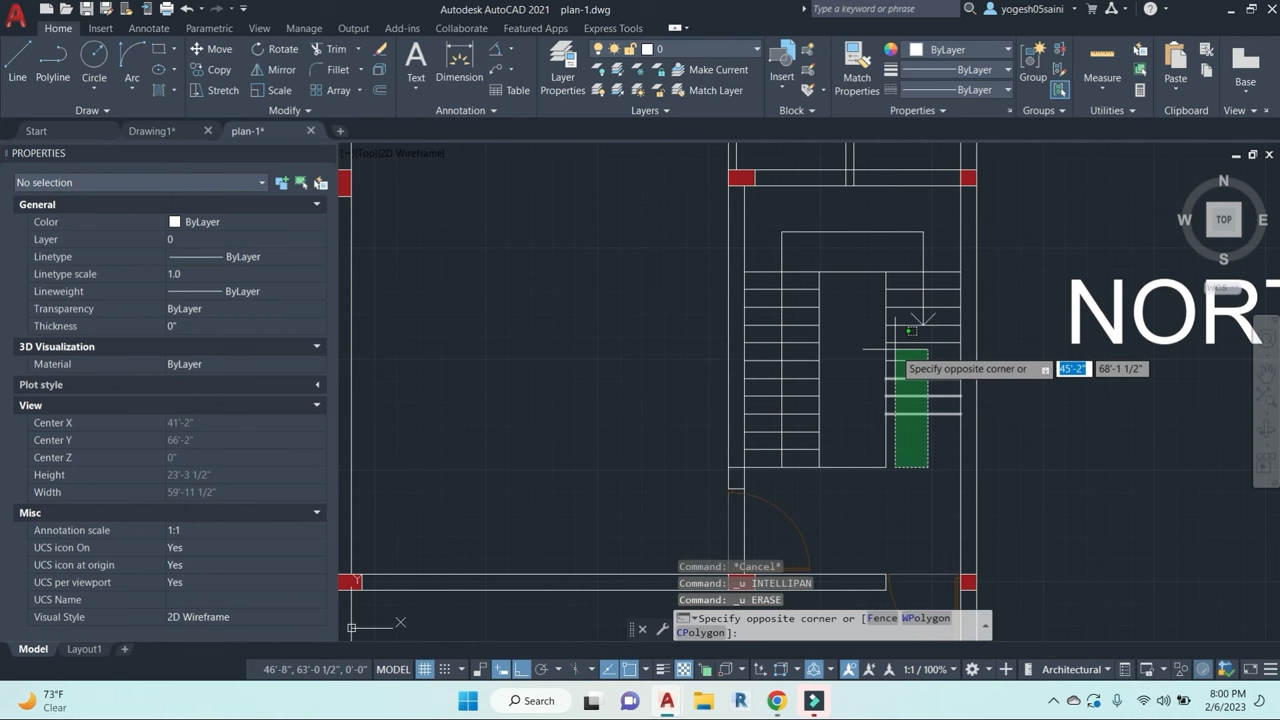 Autodesk AutoCAD 2021 plan-1.dwg
Type a keyword or phrase
yogesh05saini
Home Insert Annotate Parametric View Manage Output Add-ins Collaborate Featured Apps Express Tools
Line Polyline Circle Arc
Move Rotate Trim
Copy Mirror Fillet
Stretch Scale Array
Text Dimension Table
Layer Properties
0
Make Current
Match Layer
Insert
Match Properties
ByLayer
ByLayer
ByLayer
Group
Measure
Paste
Base
Draw Modify Annotation Layers Block Properties Groups Utilities Clipboard View
Start Drawing1* plan-1*
PROPERTIES
[−][Top][2D Wireframe]
No selection
General
Color ByLayer
Layer 0
Linetype ByLayer
Linetype scale 1.0
Lineweight ByLayer
Transparency ByLayer
Thickness 0"
3D Visualization
Material ByLayer
Plot style
View
Center X 41'-2"
Center Y 66'-2"
Center Z 0"
Height 23'-3 1/2"
Width 59'-11 1/2"
Misc
Annotation scale 1:1
UCS icon On Yes
UCS icon at origin Yes
UCS per viewport Yes
UCS Name
Visual Style 2D Wireframe
N
W TOP E
S
WCS
NORT
Specify opposite corner or 45'-2" 68'-1 1/2"
Y
X
Command: *Cancel*
Command: _u INTELLIPAN
Command: _u ERASE
Specify opposite corner or [Fence WPolygon
CPolygon]:
Model Layout1
46'-8", 63'-0 1/2", 0'-0" MODEL 1:1 / 100% Architectural
73°F
Clear
Search
8:00 PM
2/6/2023